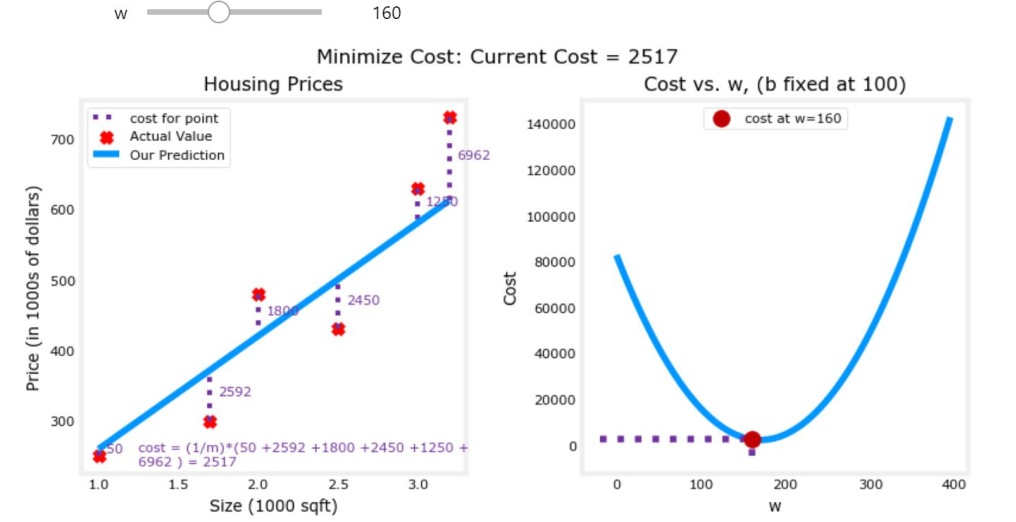 w 160
Minimize Cost: Current Cost = 2517
Housing Prices
cost for point
Actual Value
Our Prediction
700
600
500
400
300
Price (in 1000s of dollars)
6962
1250
1800
2450
2592
50
cost = (1/m)*(50 +2592 +1800 +2450 +1250 +
6962 ) = 2517
1.0 1.5 2.0 2.5 3.0
Size (1000 sqft)
Cost vs. w, (b fixed at 100)
cost at w=160
140000
120000
100000
80000
60000
40000
20000
0
Cost
0 100 200 300 400
w